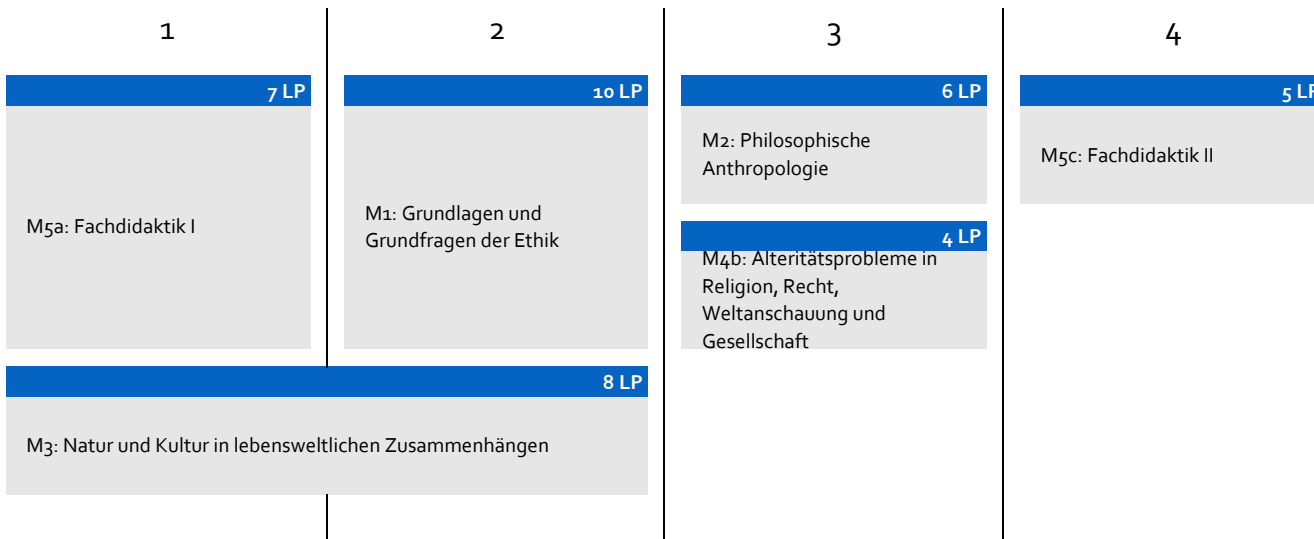 1
2
3
4
7 LP
10 LP
6 LP
5 LP
M5a: Fachdidaktik I
M1: Grundlagen und
Grundfragen der Ethik
M2: Philosophische
Anthropologie
M5c: Fachdidaktik II
4 LP
M4b: Alteritätsprobleme in
Religion, Recht,
Weltanschauung und
Gesellschaft
8 LP
M3: Natur und Kultur in lebensweltlichen Zusammenhängen